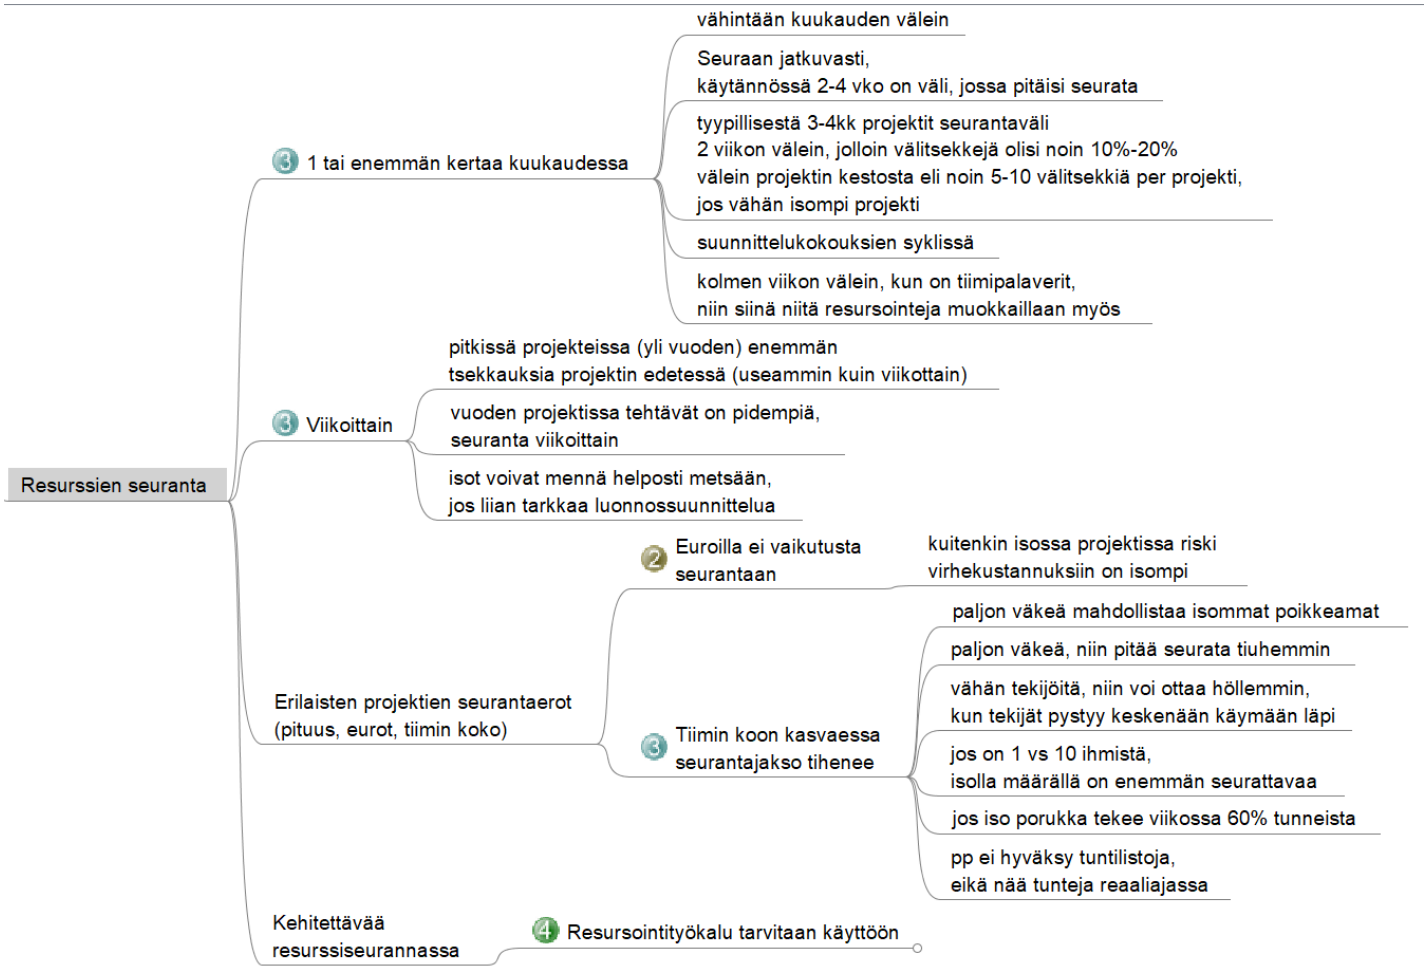 vähintään kuukauden välein
Seuraan jatkuvasti,
käytännössä 2-4 vko on väli, jossa pitäisi seurata
tyypillisestä 3-4kk projektit seurantaväli
2 viikon välein, jolloin välitsekkejä olisi noin 10%-20%
välein projektin kestosta eli noin 5-10 välitsekkiä per projekti,
jos vähän isompi projekti
suunnittelukokouksien syklissä
kolmen viikon välein, kun on tiimipalaverit,
niin siinä niitä resursointeja muokkaillaan myös
3 1 tai enemmän kertaa kuukaudessa
pitkissä projekteissa (yli vuoden) enemmän
tsekkauksia projektin edetessä (useammin kuin viikottain)
vuoden projektissa tehtävät on pidempiä,
seuranta viikoittain
isot voivat mennä helposti metsään,
jos liian tarkkaa luonnossuunnittelua
3 Viikoittain
Resurssien seuranta
2 Euroilla ei vaikutusta
seurantaan
kuitenkin isossa projektissa riski
virhekustannuksiin on isompi
Erilaisten projektien seurantaerot
(pituus, eurot, tiimin koko)
3 Tiimin koon kasvaessa
seurantajakso tihenee
paljon väkeä mahdollistaa isommat poikkeamat
paljon väkeä, niin pitää seurata tiuhemmin
vähän tekijöitä, niin voi ottaa höllemmin,
kun tekijät pystyy keskenään käymään läpi
jos on 1 vs 10 ihmistä,
isolla määrällä on enemmän seurattavaa
jos iso porukka tekee viikossa 60% tunneista
pp ei hyväksy tuntilistoja,
eikä nää tunteja reaaliajassa
Kehitettävää
resurssiseurannassa
4 Resursointityökalu tarvitaan käyttöön